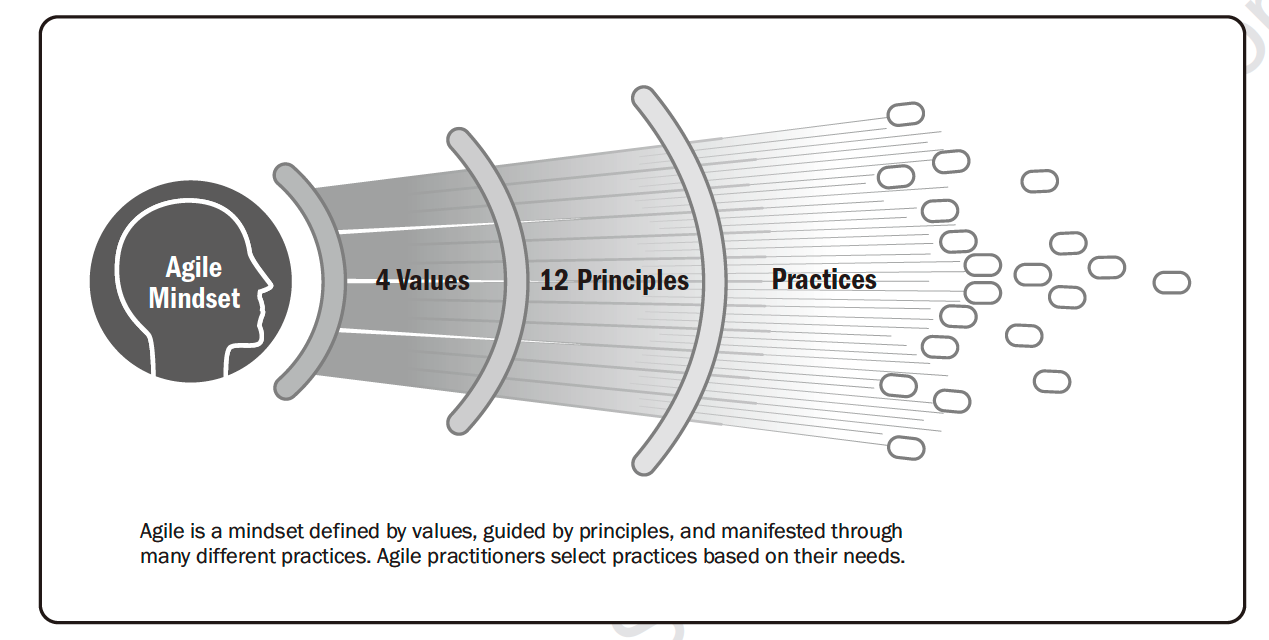 Agile
Mindset
4 Values
12 Principles
Practices
Agile is a mindset defined by values, guided by principles, and manifested through
many different practices. Agile practitioners select practices based on their needs.